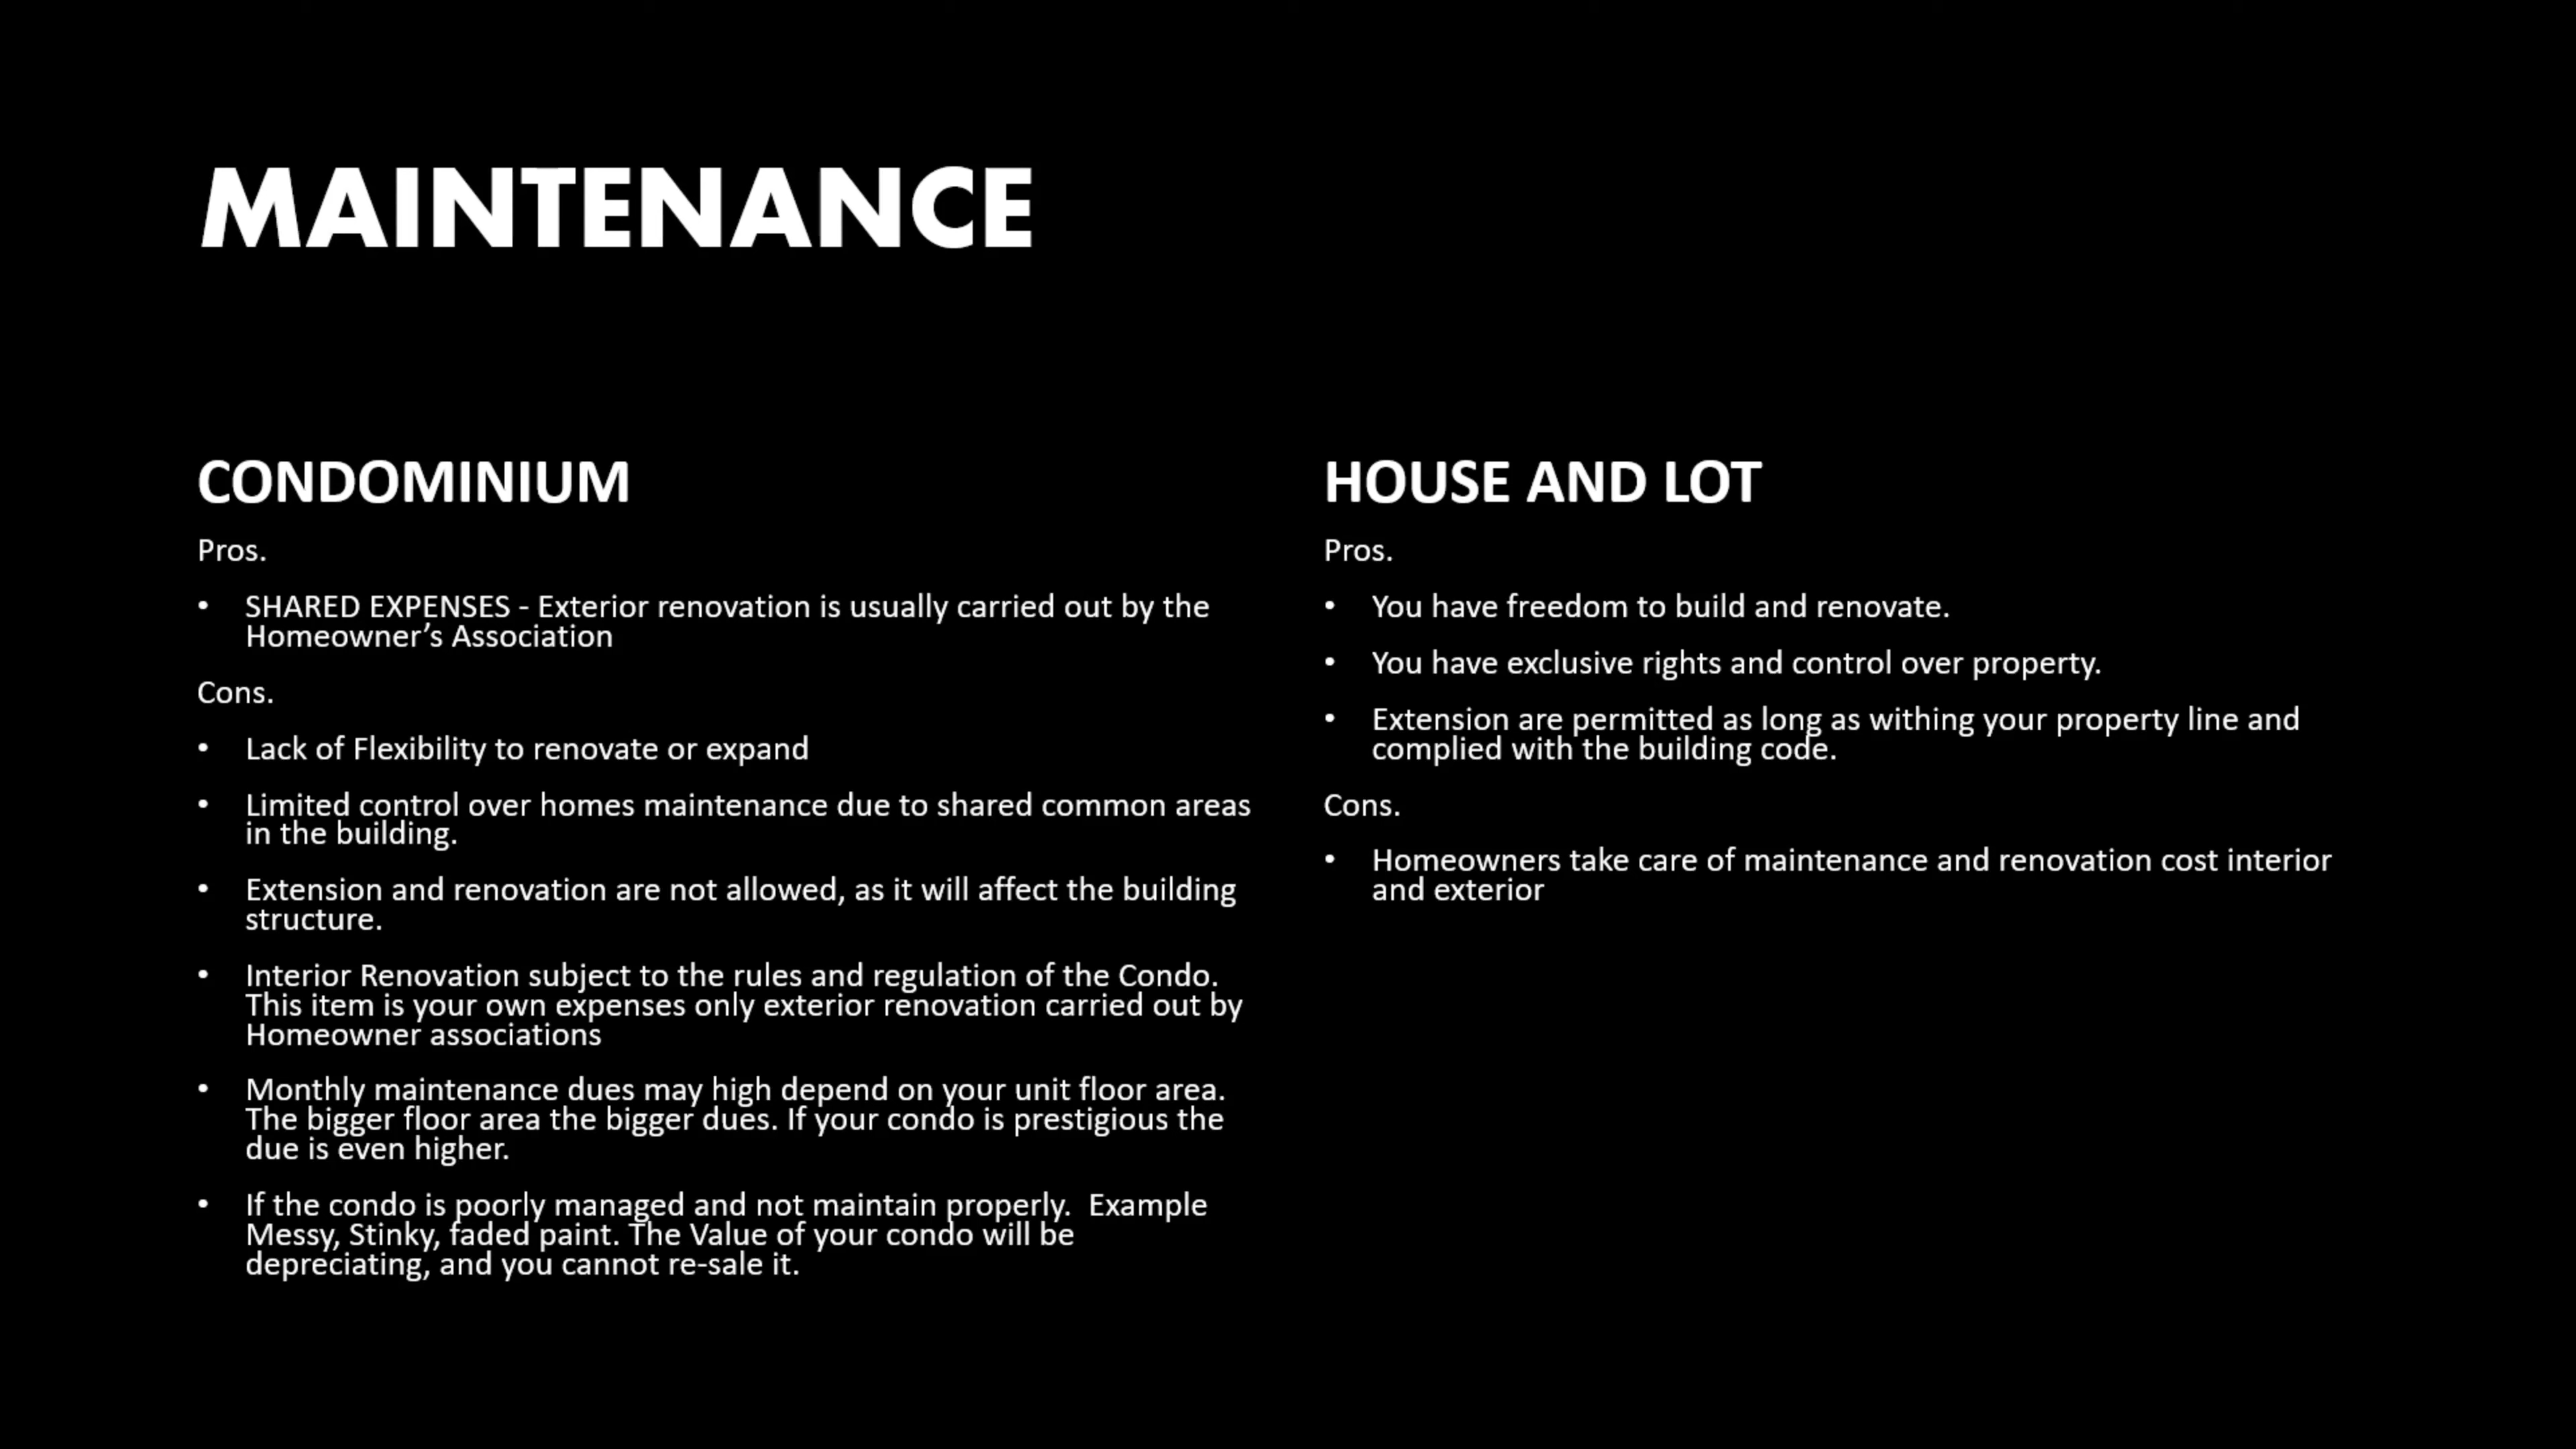 MAINTENANCE
CONDOMINIUM
Pros.
• SHARED EXPENSES - Exterior renovation is usually carried out by the
Homeowner’s Association
Cons.
• Lack of Flexibility to renovate or expand
• Limited control over homes maintenance due to shared common areas
in the building.
• Extension and renovation are not allowed, as it will affect the building
structure.
• Interior Renovation subject to the rules and regulation of the Condo.
This item is your own expenses only exterior renovation carried out by
Homeowner associations
• Monthly maintenance dues may high depend on your unit floor area.
The bigger floor area the bigger dues. If your condo is prestigious the
due is even higher.
• If the condo is poorly managed and not maintain properly.  Example
Messy, Stinky, faded paint. The Value of your condo will be
depreciating, and you cannot re-sale it.
HOUSE AND LOT
Pros.
• You have freedom to build and renovate.
• You have exclusive rights and control over property.
• Extension are permitted as long as withing your property line and
complied with the building code.
Cons.
• Homeowners take care of maintenance and renovation cost interior
and exterior